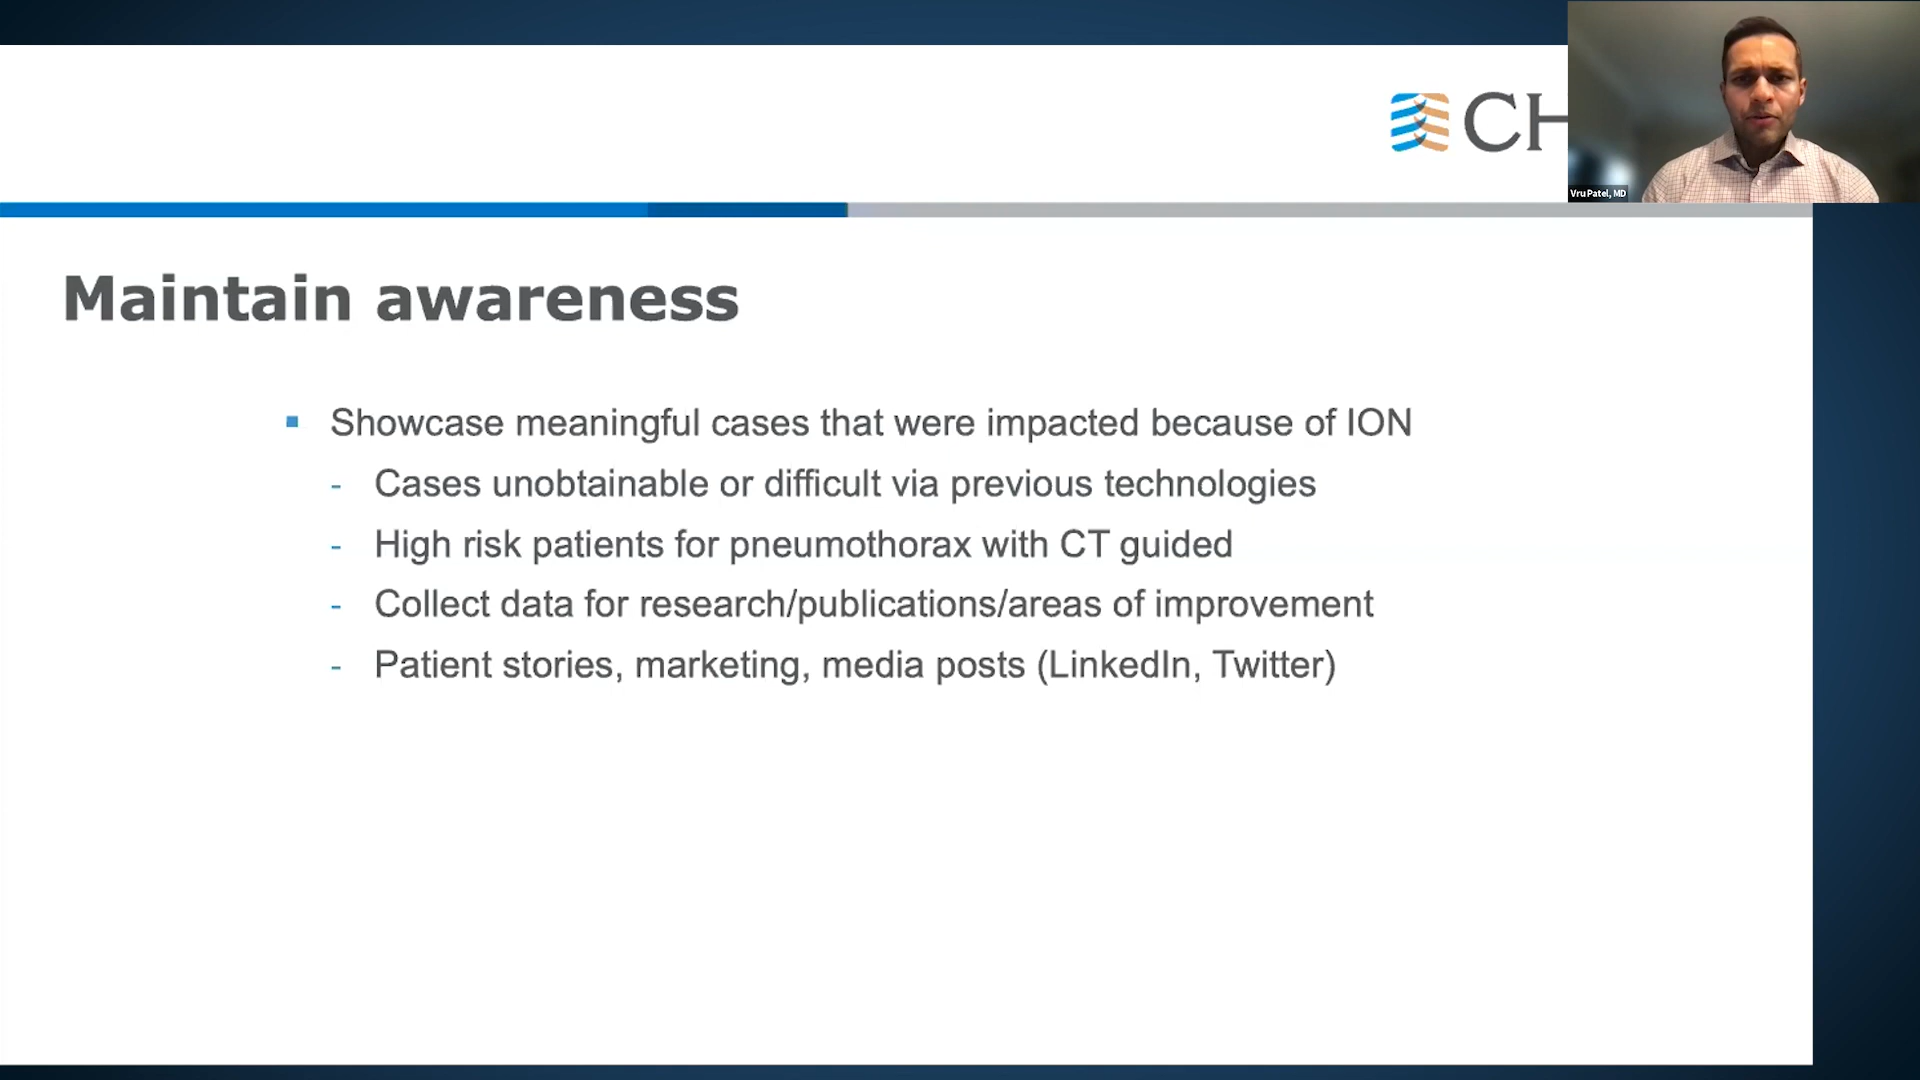 CH
Vru Patel, MD
Maintain awareness
▪ Showcase meaningful cases that were impacted because of ION
- Cases unobtainable or difficult via previous technologies
- High risk patients for pneumothorax with CT guided
- Collect data for research/publications/areas of improvement
- Patient stories, marketing, media posts (LinkedIn, Twitter)